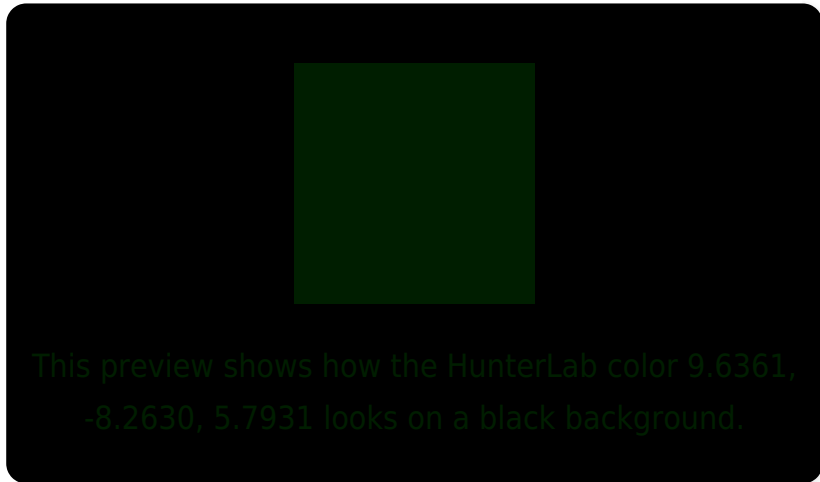 This preview shows how the HunterLab color 9.6361,
-8.2630, 5.7931 looks on a black background.